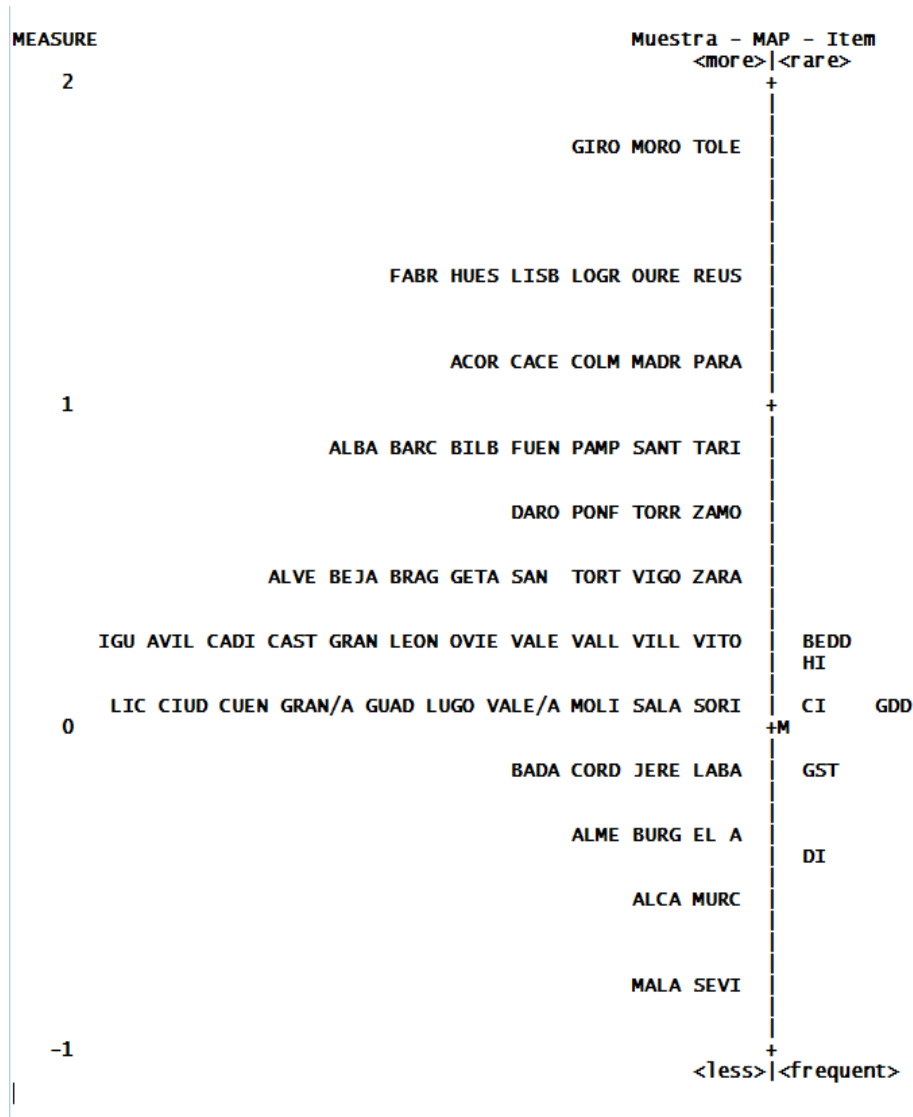 MEASURE Muestra - MAP - Item
<more>|<rare>
2 +
GIRO MORO TOLE |
FABR HUES LISB LOGR OURE REUS |
ACOR CACE COLM MADR PARA |
1 +
ALBA BARC BILB FUEN PAMP SANT TARI |
DARO PONF TORR ZAMO |
ALVE BEJA BRAG GETA SAN TORT VIGO ZARA |
IGU AVIL CADI CAST GRAN LEON OVIE VALE VALL VILL VITO | BEDD
| HI
LIC CIUD CUEN GRAN/A GUAD LUGO VALE/A MOLI SALA SORI | CI GDD
0 +M
BADA CORD JERE LABA | GST
ALME BURG EL A |
| DI
ALCA MURC |
MALA SEVI |
-1 +
<less>|<frequent>